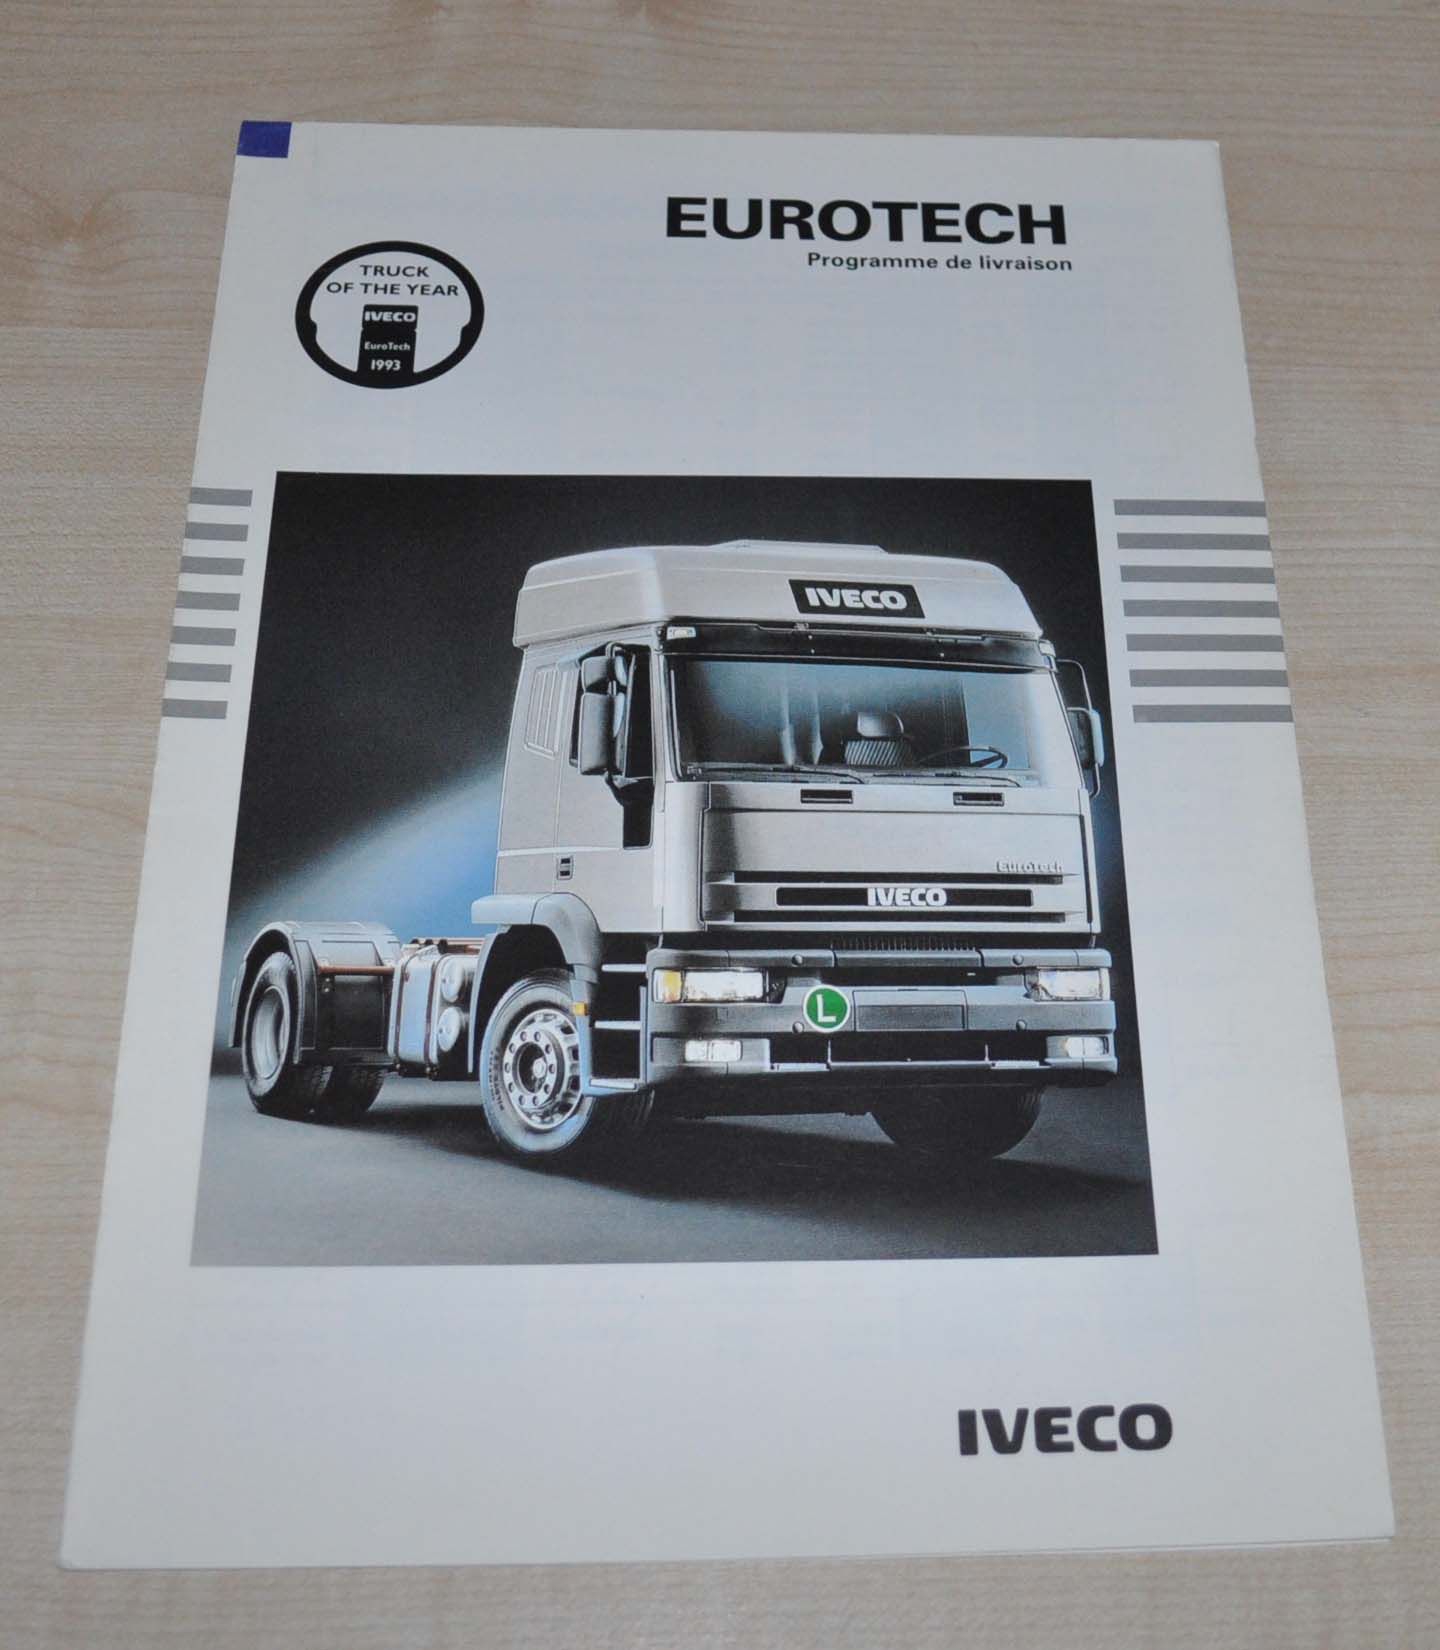 EUROTECH
Programme de livraison
TRUCK
OF THE YEAR
IVECO
EuroTech
1993
IVECO
EuroTech
IVECO
L
IVECO